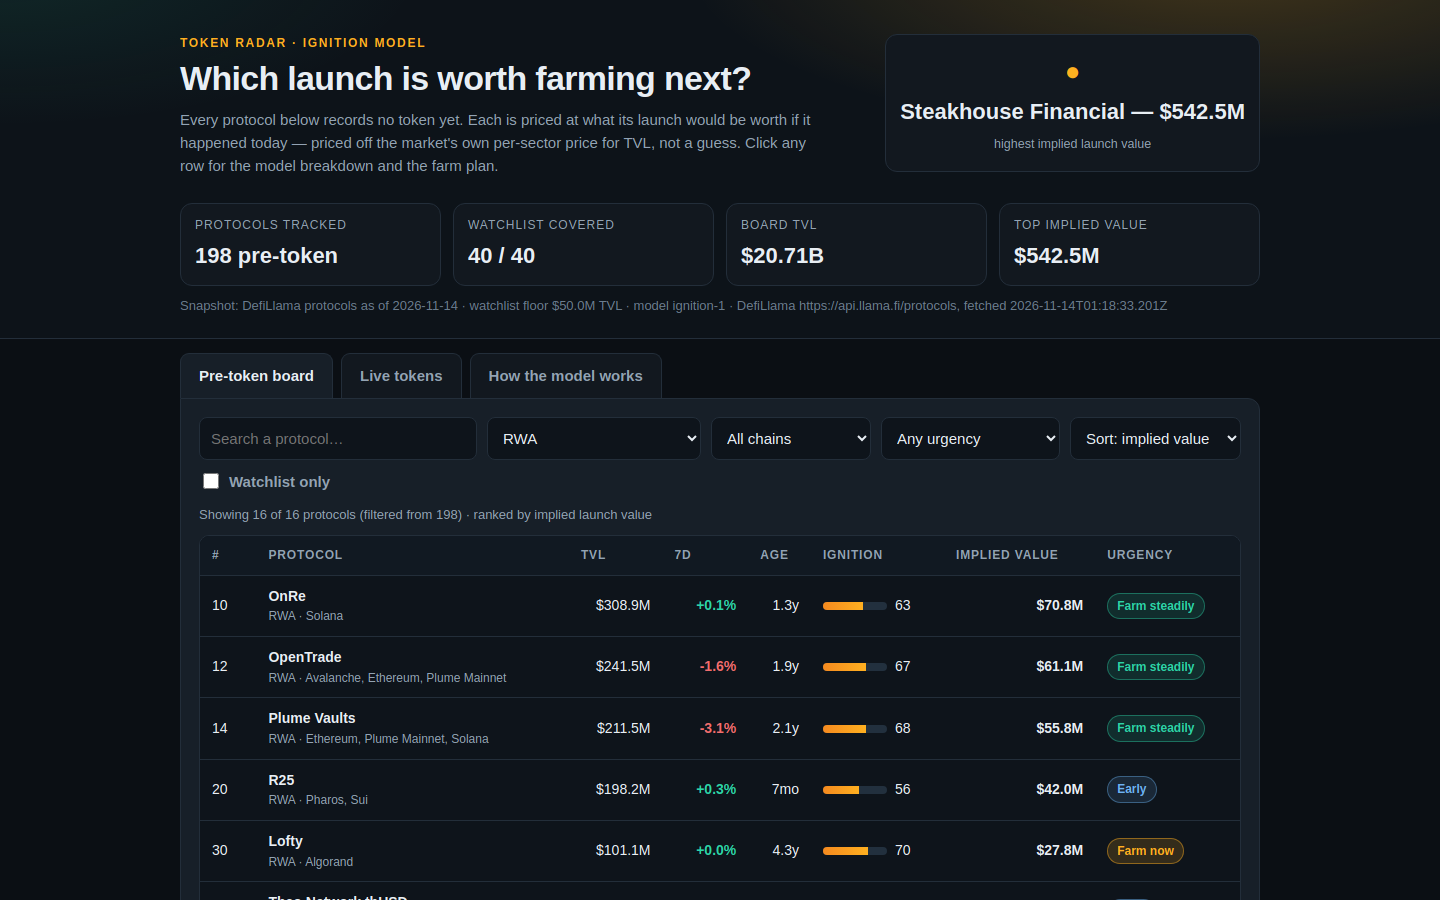 TOKEN RADAR · IGNITION MODEL
Which launch is worth farming next?
Every protocol below records no token yet. Each is priced at what its launch would be worth if it
happened today — priced off the market's own per-sector price for TVL, not a guess. Click any
row for the model breakdown and the farm plan.
Steakhouse Financial — $542.5M
highest implied launch value
PROTOCOLS TRACKED
198 pre-token
WATCHLIST COVERED
40 / 40
BOARD TVL
$20.71B
TOP IMPLIED VALUE
$542.5M
Snapshot: DefiLlama protocols as of 2026-11-14 · watchlist floor $50.0M TVL · model ignition-1 · DefiLlama https://api.llama.fi/protocols, fetched 2026-11-14T01:18:33.201Z
Pre-token board
Live tokens
How the model works
Search a protocol…
RWA
All chains
Any urgency
Sort: implied value
Watchlist only
Showing 16 of 16 protocols (filtered from 198) · ranked by implied launch value
# PROTOCOL TVL 7D AGE IGNITION IMPLIED VALUE URGENCY
10 OnRe $308.9M +0.1% 1.3y 63 $70.8M Farm steadily
RWA · Solana
12 OpenTrade $241.5M -1.6% 1.9y 67 $61.1M Farm steadily
RWA · Avalanche, Ethereum, Plume Mainnet
14 Plume Vaults $211.5M -3.1% 2.1y 68 $55.8M Farm steadily
RWA · Ethereum, Plume Mainnet, Solana
20 R25 $198.2M +0.3% 7mo 56 $42.0M Early
RWA · Pharos, Sui
30 Lofty $101.1M +0.0% 4.3y 70 $27.8M Farm now
RWA · Algorand